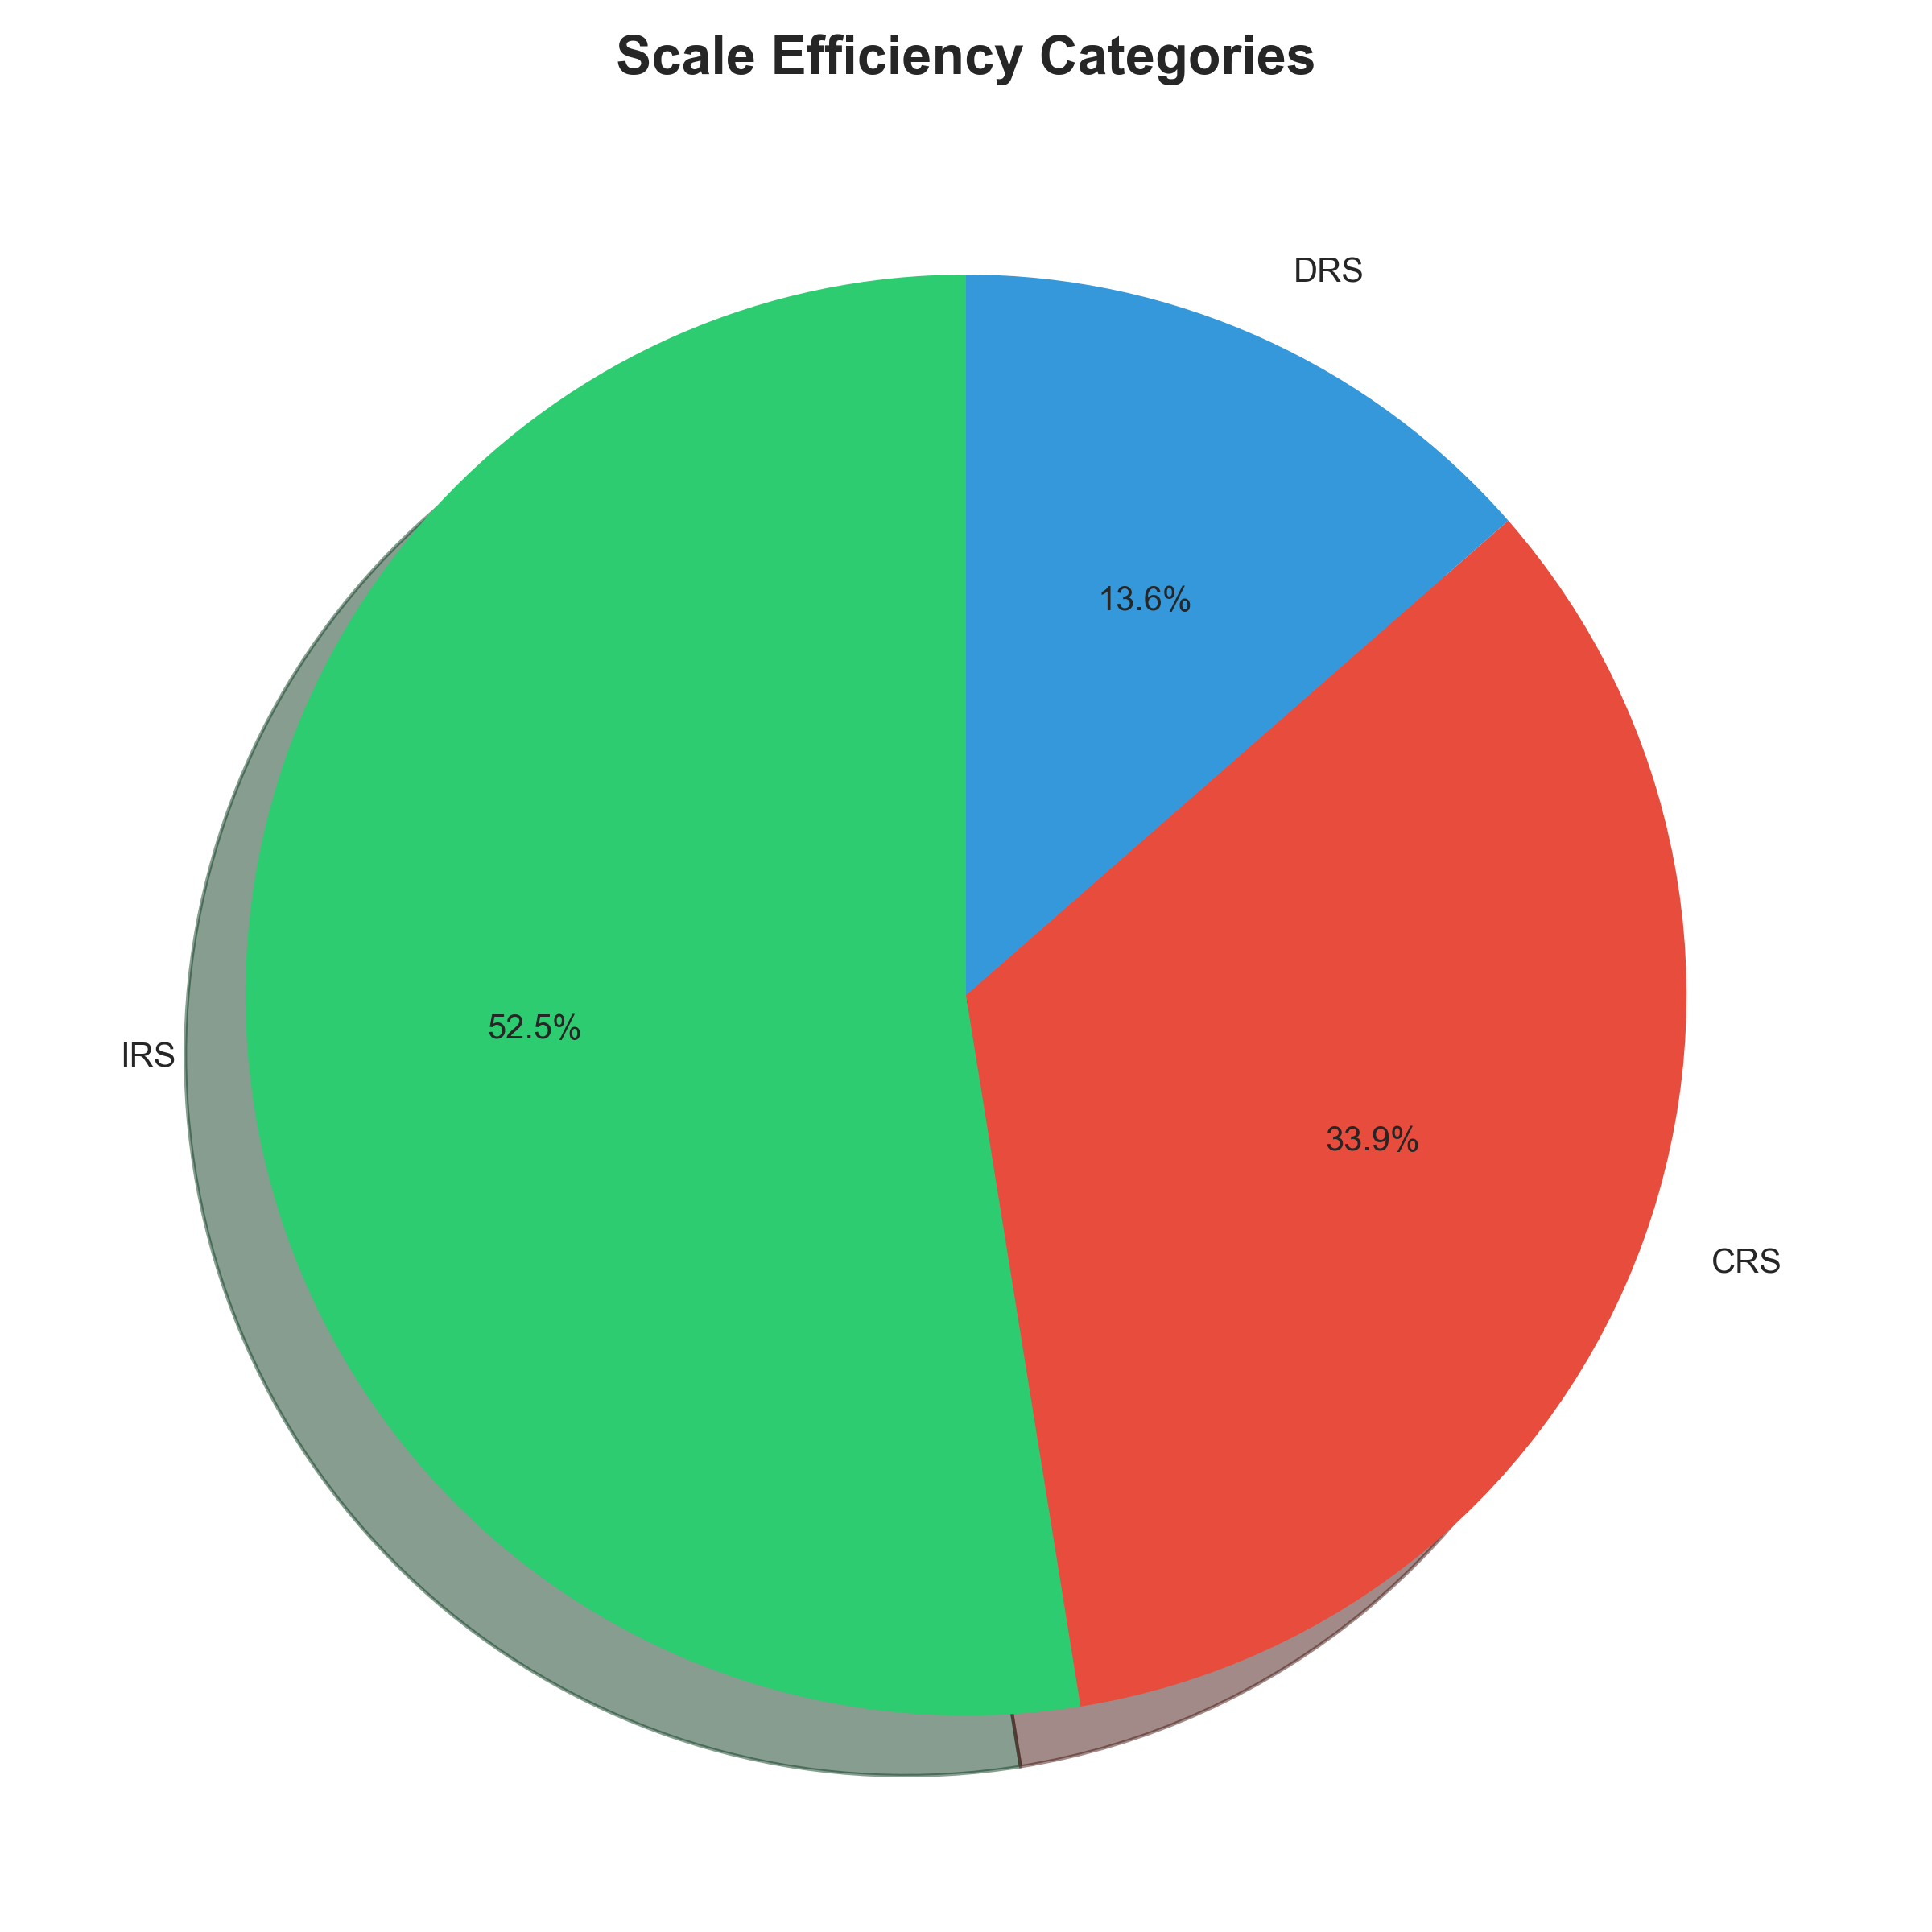 Scale Efficiency Categories
DRS
13.6%
52.5%
IRS
33.9%
CRS